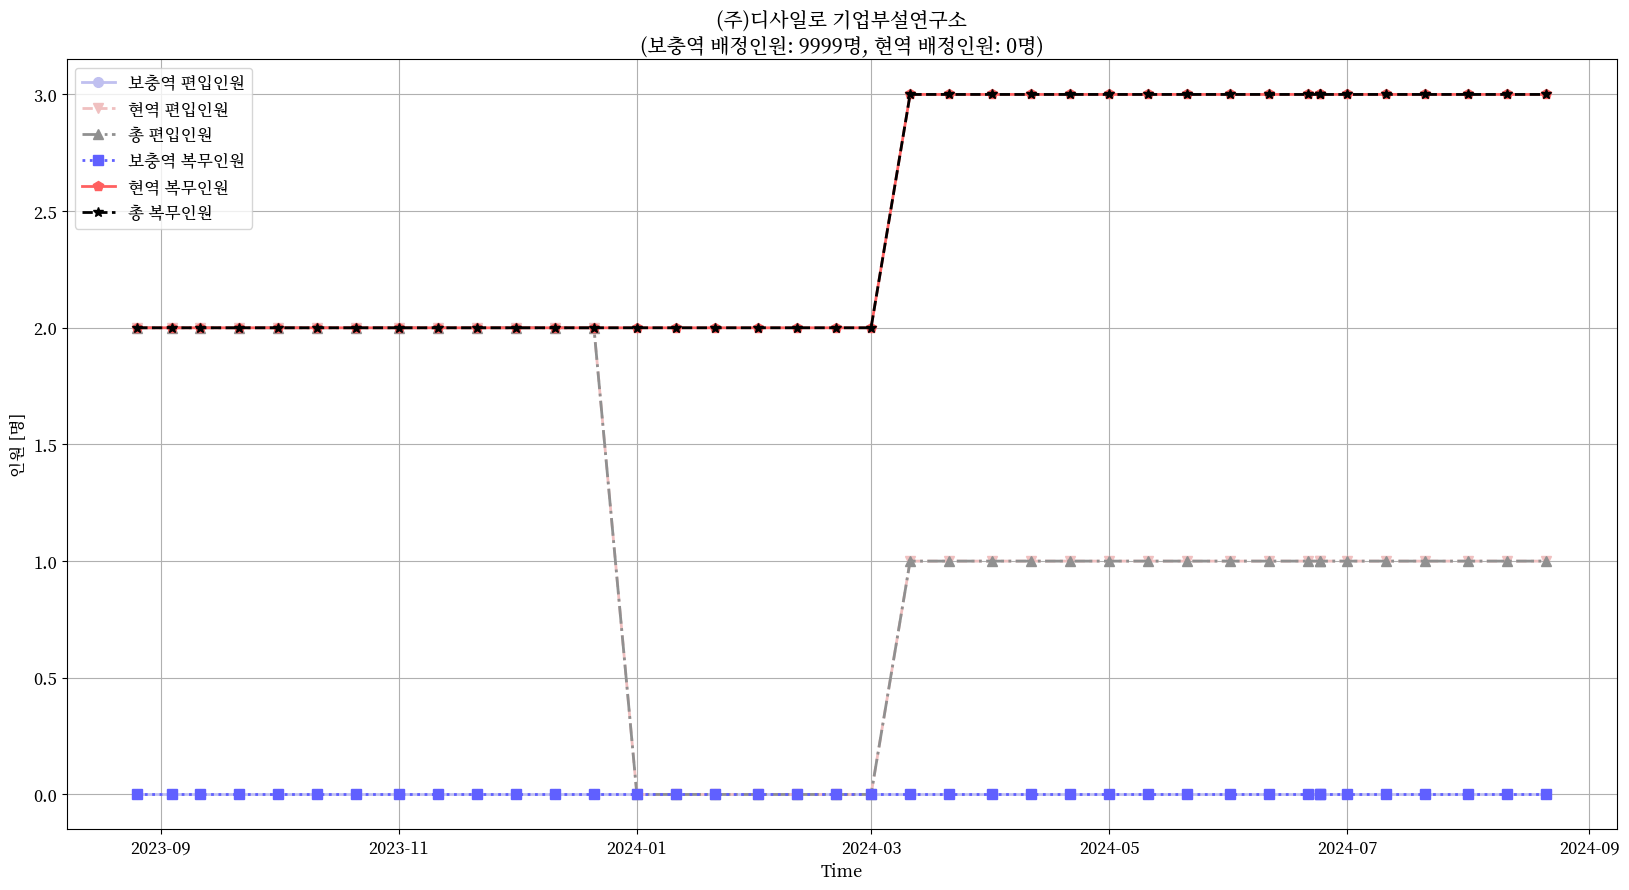 (주)디사일로 기업부설연구소
(보충역 배정인원: 9999명, 현역 배정인원: 0명)
보충역 편입인원
현역 편입인원
총 편입인원
보충역 복무인원
현역 복무인원
총 복무인원
3.0
2.5
2.0
1.5
1.0
0.5
0.0
인원 [명]
2023-09
2023-11
2024-01
2024-03
2024-05
2024-07
2024-09
Time